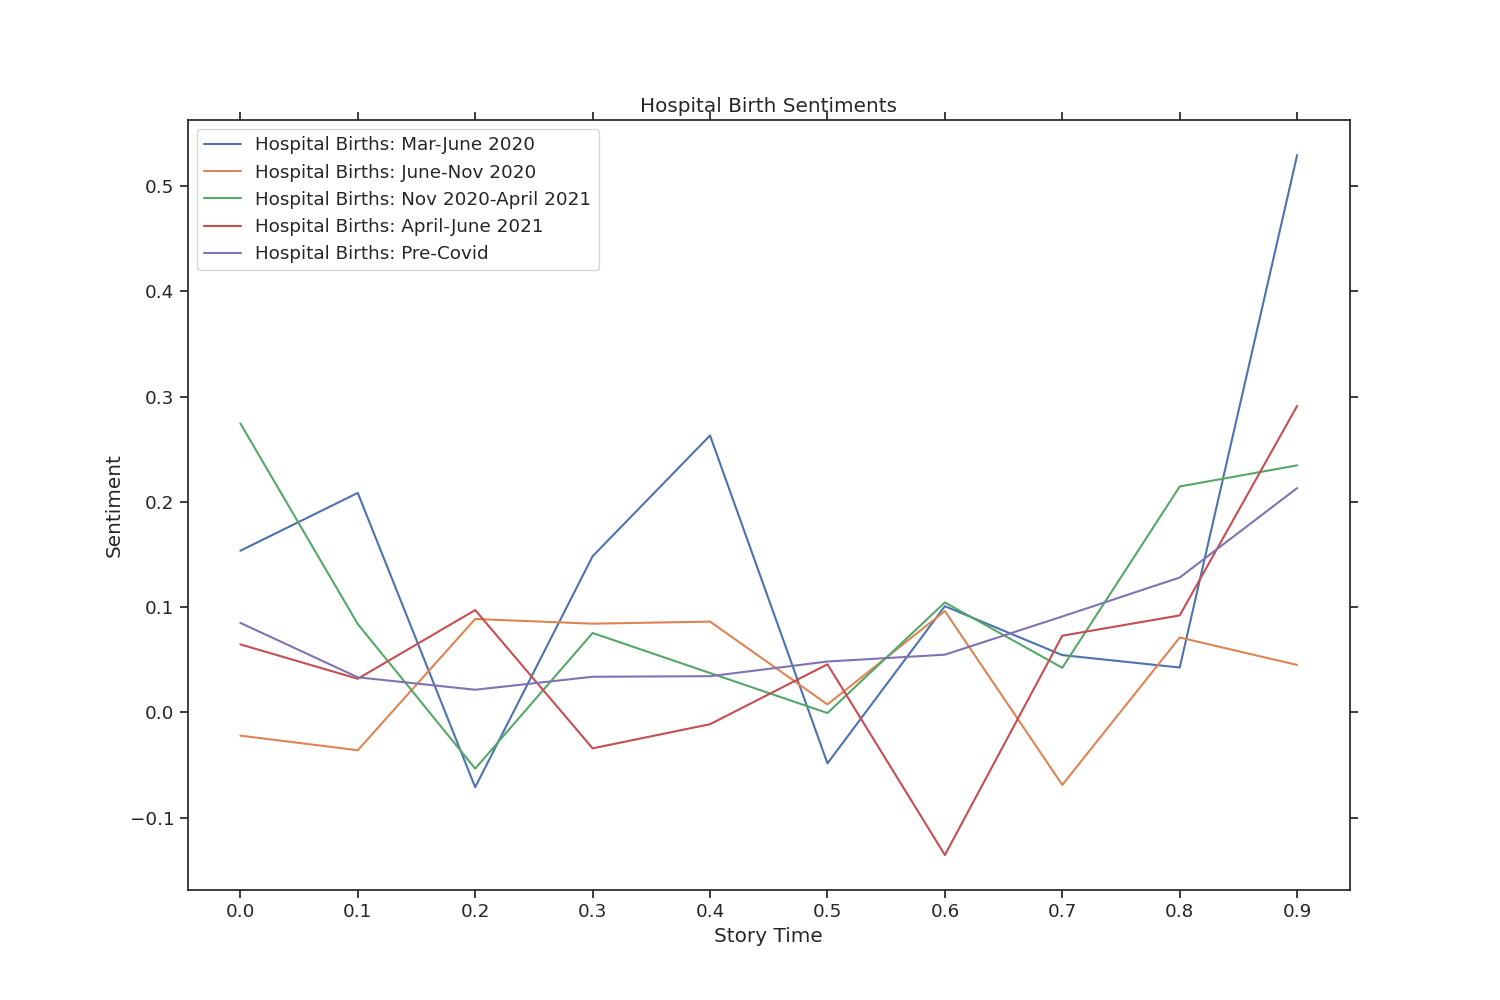 Hospital Birth Sentiments
Hospital Births: Mar-June 2020
Hospital Births: June-Nov 2020
Hospital Births: Nov 2020-April 2021
Hospital Births: April-June 2021
Hospital Births: Pre-Covid
0.5
0.4
0.3
0.2
0.1
0.0
−0.1
Sentiment
0.0 0.1 0.2 0.3 0.4 0.5 0.6 0.7 0.8 0.9
Story Time